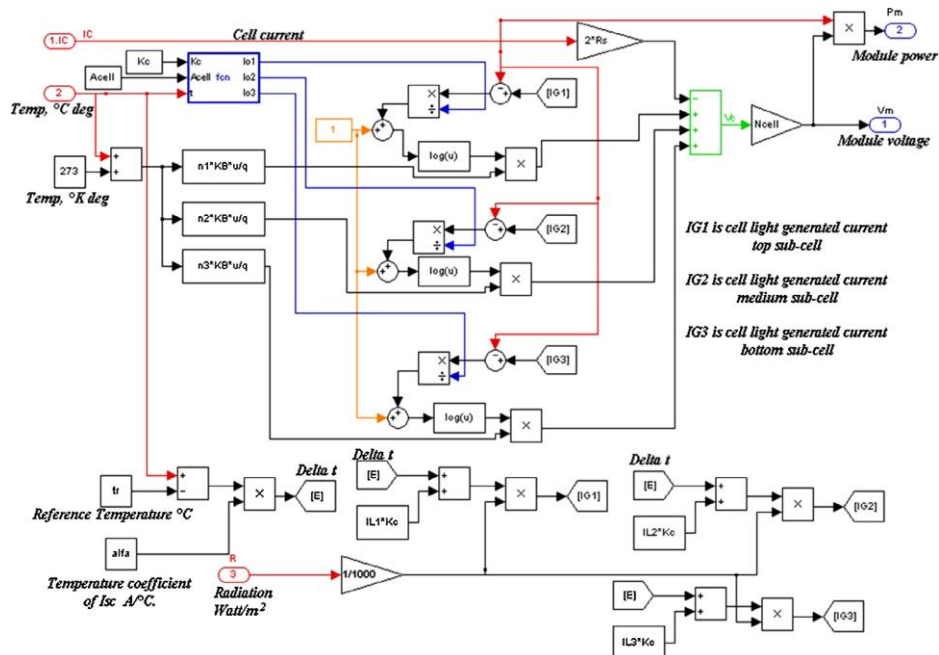 Pm
2
Module power
1.IC
IC
Cell current
2*Rs
Kc
Acell
Kc
Acell fcn
t
Io1
Io2
Io3
2
Temp, °C deg
×
÷
[IG1]
Vc
Ncell
Vm
1
Module voltage
1
log(u)
×
273
Temp, °K deg
n1*KB*u/q
n2*KB*u/q
n3*KB*u/q
×
÷
[IG2]
log(u)
×
IG1 is cell light generated current
top sub-cell
IG2 is cell light generated current
medium sub-cell
IG3 is cell light generated current
bottom sub-cell
×
÷
[IG3]
log(u)
×
Delta t
[E]
tr
Reference Temperature °C
×
alfa
Temperature coefficient
of Isc A/°C.
Delta t
[E]
IL1*Kc
×
[IG1]
Delta t
[E]
IL2*Kc
×
[IG2]
R
3
Radiation
Watt/m²
1/1000
[E]
IL3*Kc
×
[IG3]